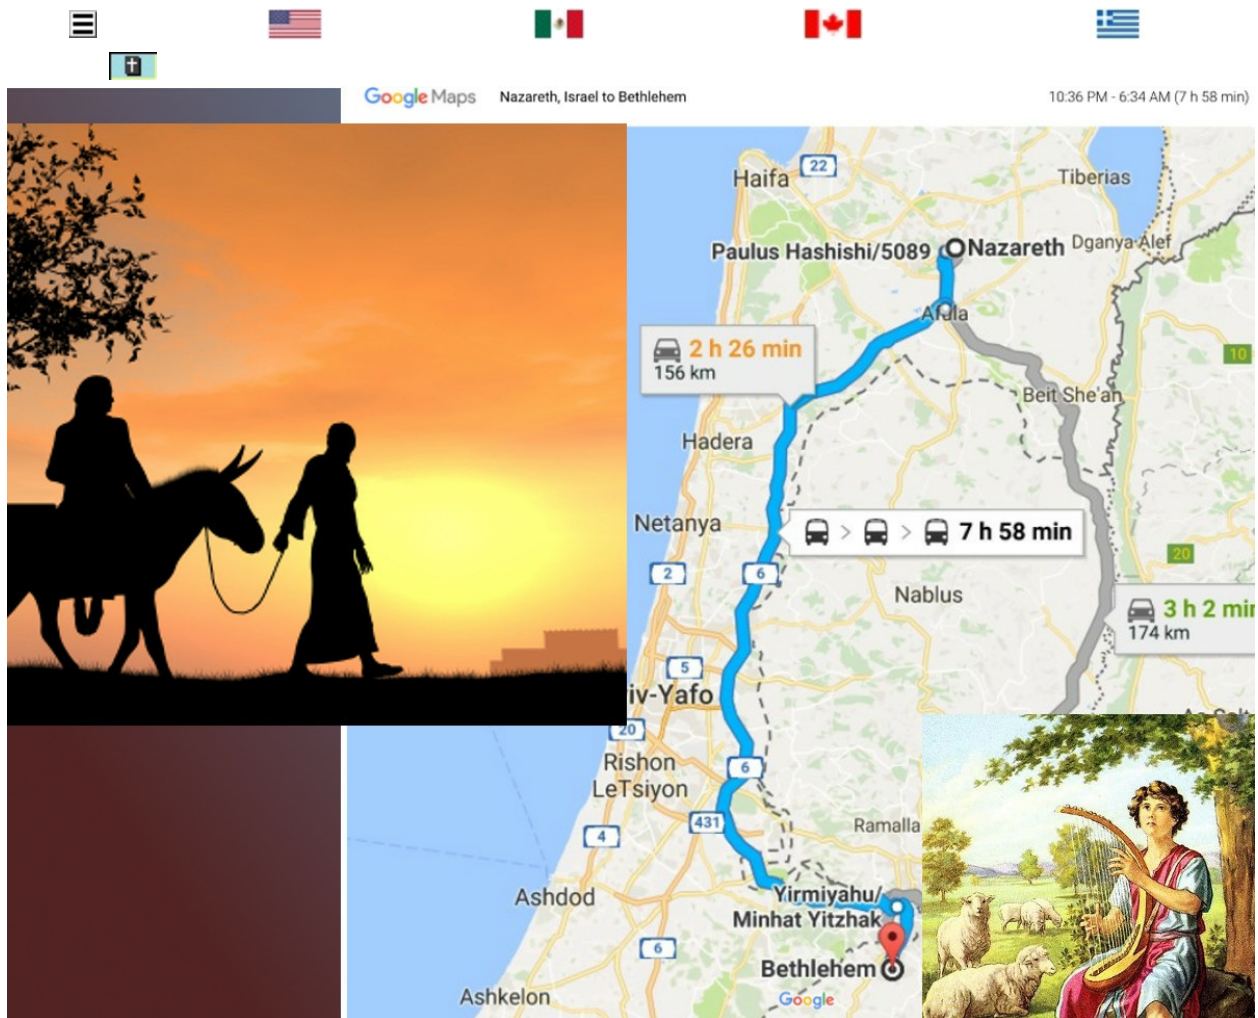 Google Maps
Nazareth, Israel to Bethlehem
10:36 PM - 6:34 AM (7 h 58 min)
22
Haifa
Tiberias
Paulus Hashishi/5089
Nazareth
Dganya Alef
Afula
2 h 26 min
156 km
10
Beit She'an
Hadera
Netanya
> > 7 h 58 min
20
2
6
Nablus
3 h 2 min
174 km
5
iv-Yafo
20
Rishon
LeTsiyon
6
431
4
Ramalla
Ashdod
Yirmiyahu/
Minhat Yitzhak
6
Bethlehem
Ashkelon
Google